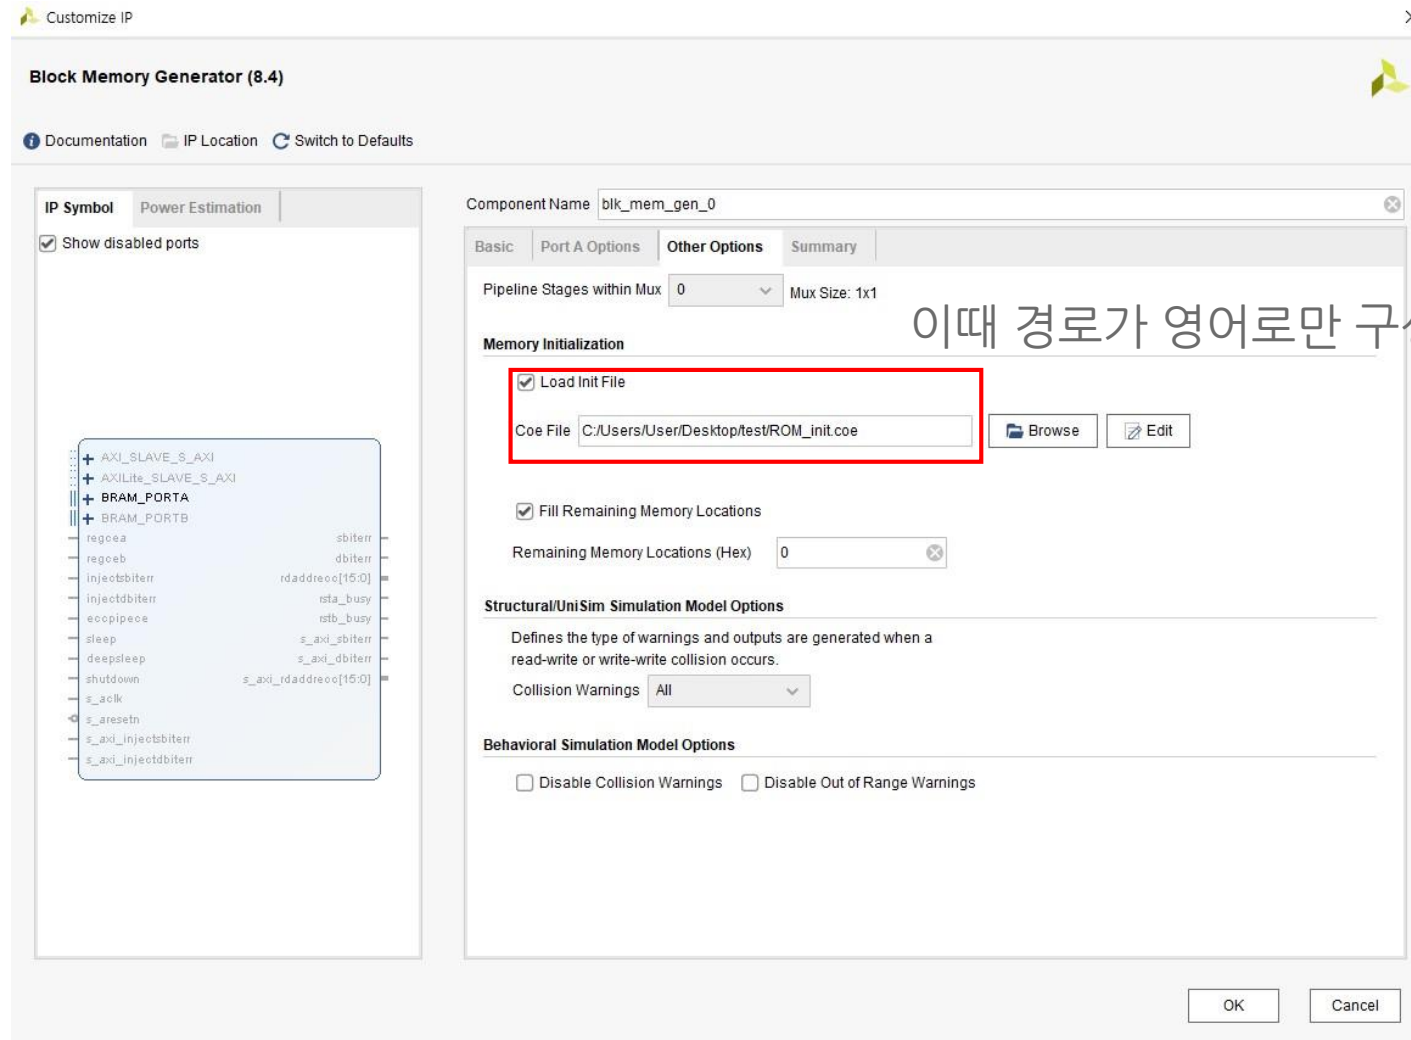 Customize IP
Block Memory Generator (8.4)
Documentation IP Location Switch to Defaults
IP Symbol Power Estimation
Show disabled ports
AXI_SLAVE_S_AXI
AXILite_SLAVE_S_AXI
BRAM_PORTA
BRAM_PORTB
regcea sbiterr
regceb dbiterr
injectsbiterr rdaddrecc[15:0]
injectdbiterr rsta_busy
eccpipece rstb_busy
sleep s_axi_sbiterr
deepsleep s_axi_dbiterr
shutdown s_axi_rdaddrecc[15:0]
s_aclk
s_aresetn
s_axi_injectsbiterr
s_axi_injectdbiterr
Component Name blk_mem_gen_0
Basic Port A Options Other Options Summary
Pipeline Stages within Mux 0 Mux Size: 1x1
이때 경로가 영어로만
Memory Initialization
Load Init File
Coe File C:/Users/User/Desktop/test/ROM_init.coe Browse Edit
Fill Remaining Memory Locations
Remaining Memory Locations (Hex) 0
Structural/UniSim Simulation Model Options
Defines the type of warnings and outputs are generated when a
read-write or write-write collision occurs.
Collision Warnings All
Behavioral Simulation Model Options
Disable Collision Warnings Disable Out of Range Warnings
OK Cancel